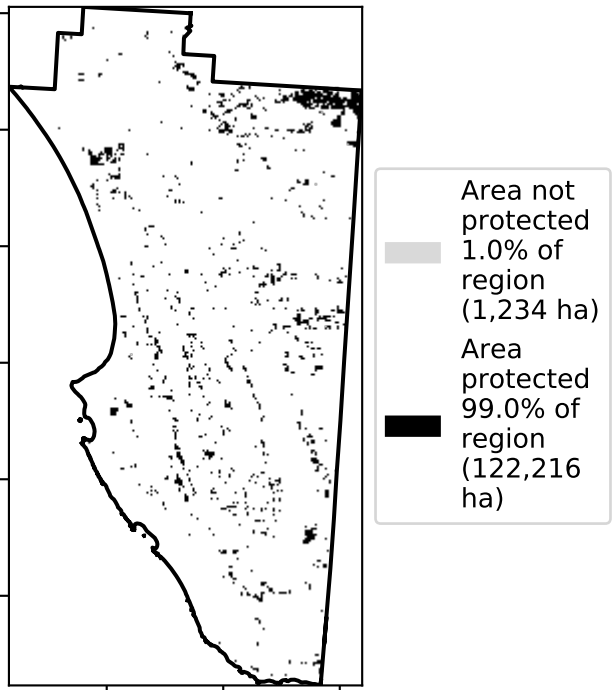 Area not
protected
1.0% of
region
(1,234 ha)
Area
protected
99.0% of
region
(122,216
ha)